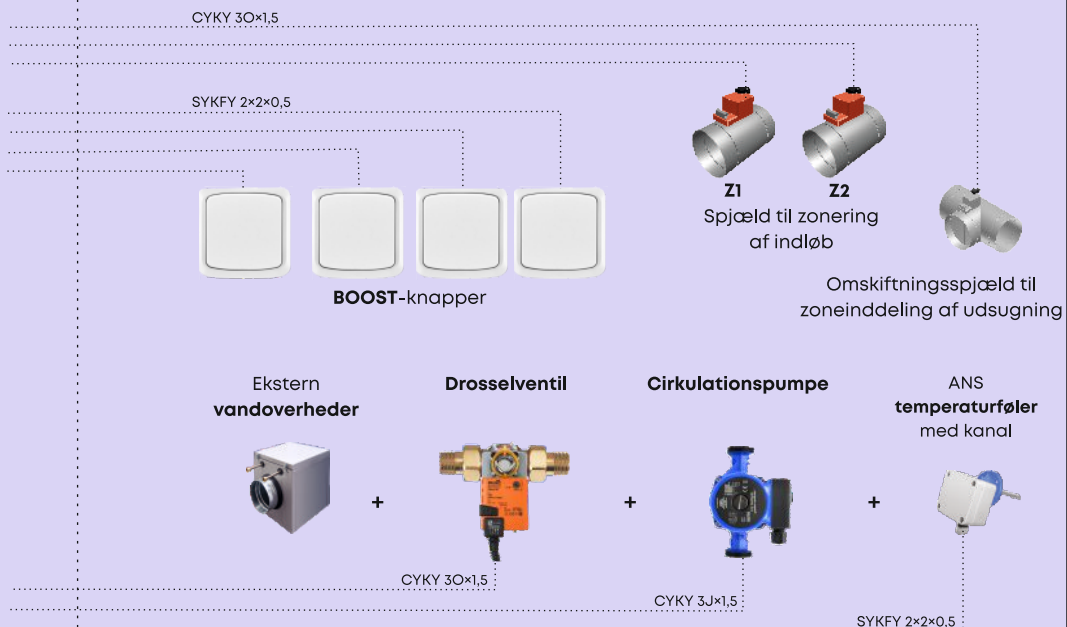 CYKY 3O×1,5
SYKFY 2×2×0,5
Z1
Z2
Spjæld til zonering
af indløb
BOOST-knapper
Omskiftningsspjæld til
zoneinddeling af udsugning
Ekstern
vandoverheder
Drosselventil
Cirkulationspumpe
ANS
temperaturføler
med kanal
+
+
+
CYKY 3O×1,5
CYKY 3J×1,5
SYKFY 2×2×0,5